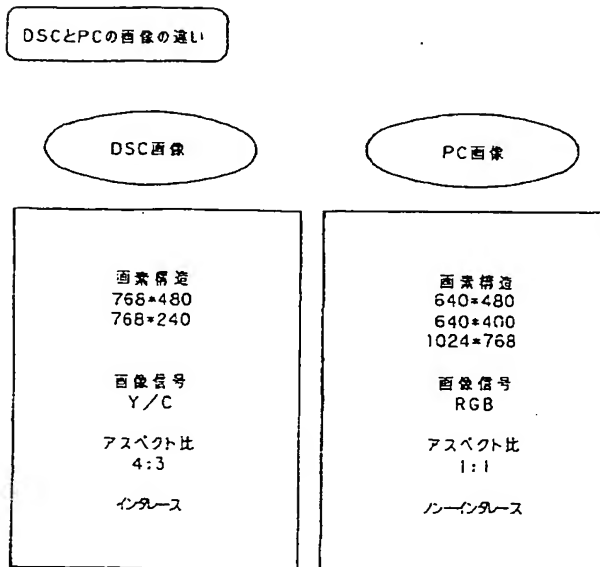 DSCとPCの画像の違い
DSC画像
画素構造
768*480
768*240
画像信号
Y/C
アスペクト比
4:3
インタレース
PC画像
画素構造
640*480
640*400
1024*768
画像信号
RGB
アスペクト比
1:1
ノンーインタレース